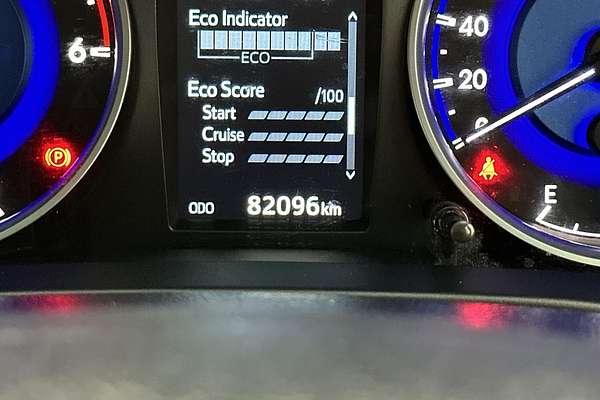 Eco Indicator
ECO
Eco Score /100
Start
Cruise
Stop
ODO 82096km
6
P
40
20
E